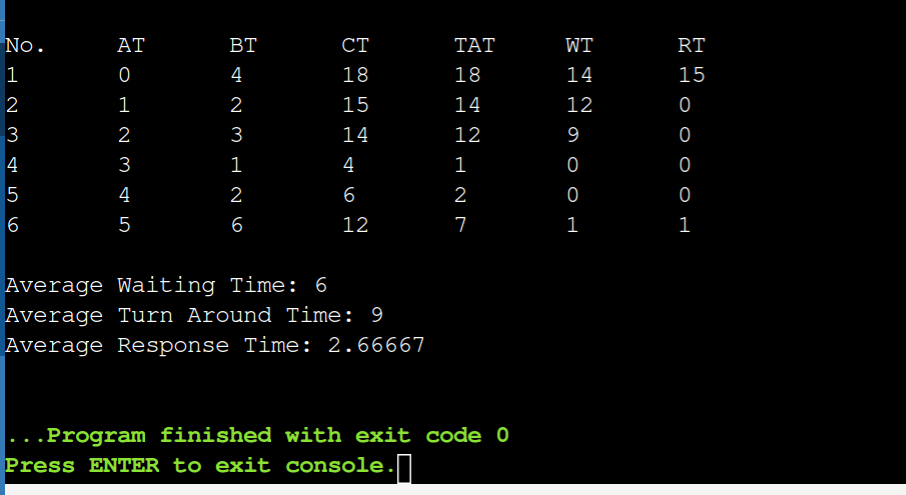 No. AT BT CT TAT WT RT
1 0 4 18 18 14 15
2 1 2 15 14 12 0
3 2 3 14 12 9 0
4 3 1 4 1 0 0
5 4 2 6 2 0 0
6 5 6 12 7 1 1
Average Waiting Time: 6
Average Turn Around Time: 9
Average Response Time: 2.66667
...Program finished with exit code 0
Press ENTER to exit console.